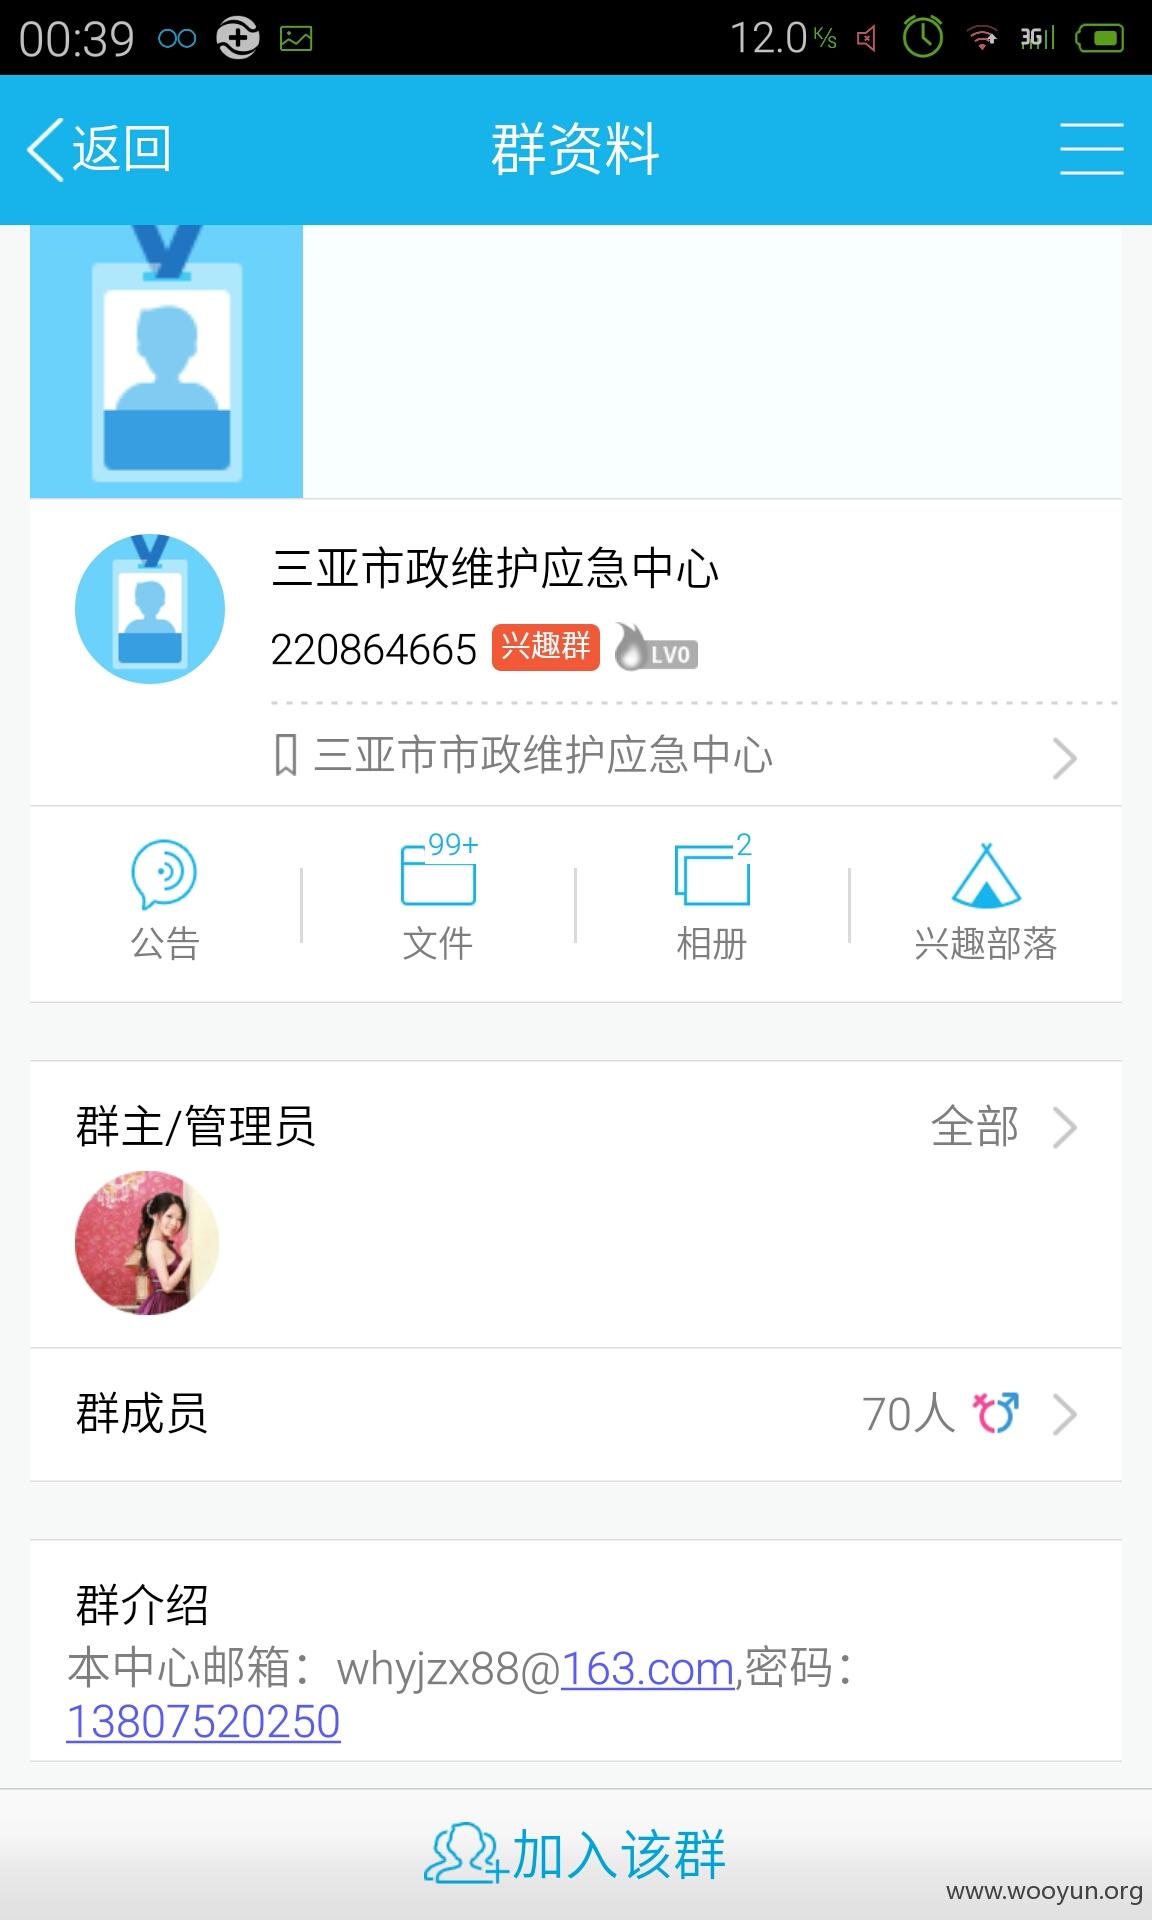 00:39
12.0 K/s
3G
返回
群资料
三亚市政维护应急中心
220864665 兴趣群 LV0
三亚市市政维护应急中心
99+
2
公告
文件
相册
兴趣部落
群主/管理员
全部
群成员
70人
群介绍
本中心邮箱：whyjzx88@163.com,密码：
13807520250
加入该群
www.wooyun.org